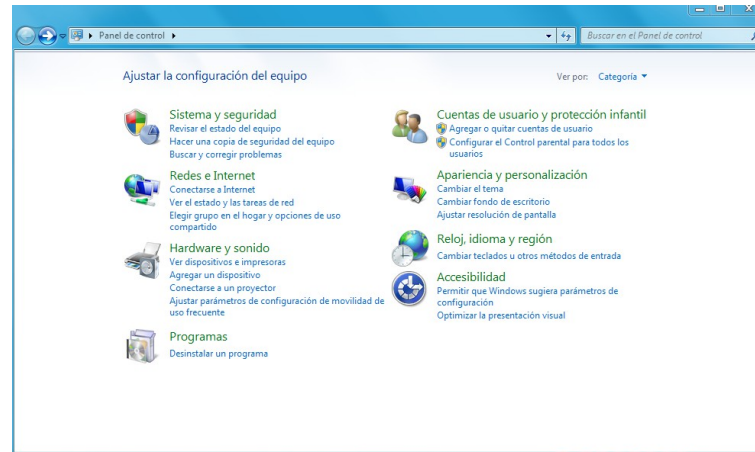 Panel de control
Buscar en el Panel de control
Ajustar la configuración del equipo
Ver por: Categoría
Sistema y seguridad
Revisar el estado del equipo
Hacer una copia de seguridad del equipo
Buscar y corregir problemas
Redes e Internet
Conectarse a Internet
Ver el estado y las tareas de red
Elegir grupo en el hogar y opciones de uso
compartido
Hardware y sonido
Ver dispositivos e impresoras
Agregar un dispositivo
Conectarse a un proyector
Ajustar parámetros de configuración de movilidad de
uso frecuente
Programas
Desinstalar un programa
Cuentas de usuario y protección infantil
Agregar o quitar cuentas de usuario
Configurar el Control parental para todos los
usuarios
Apariencia y personalización
Cambiar el tema
Cambiar fondo de escritorio
Ajustar resolución de pantalla
Reloj, idioma y región
Cambiar teclados u otros métodos de entrada
Accesibilidad
Permitir que Windows sugiera parámetros de
configuración
Optimizar la presentación visual